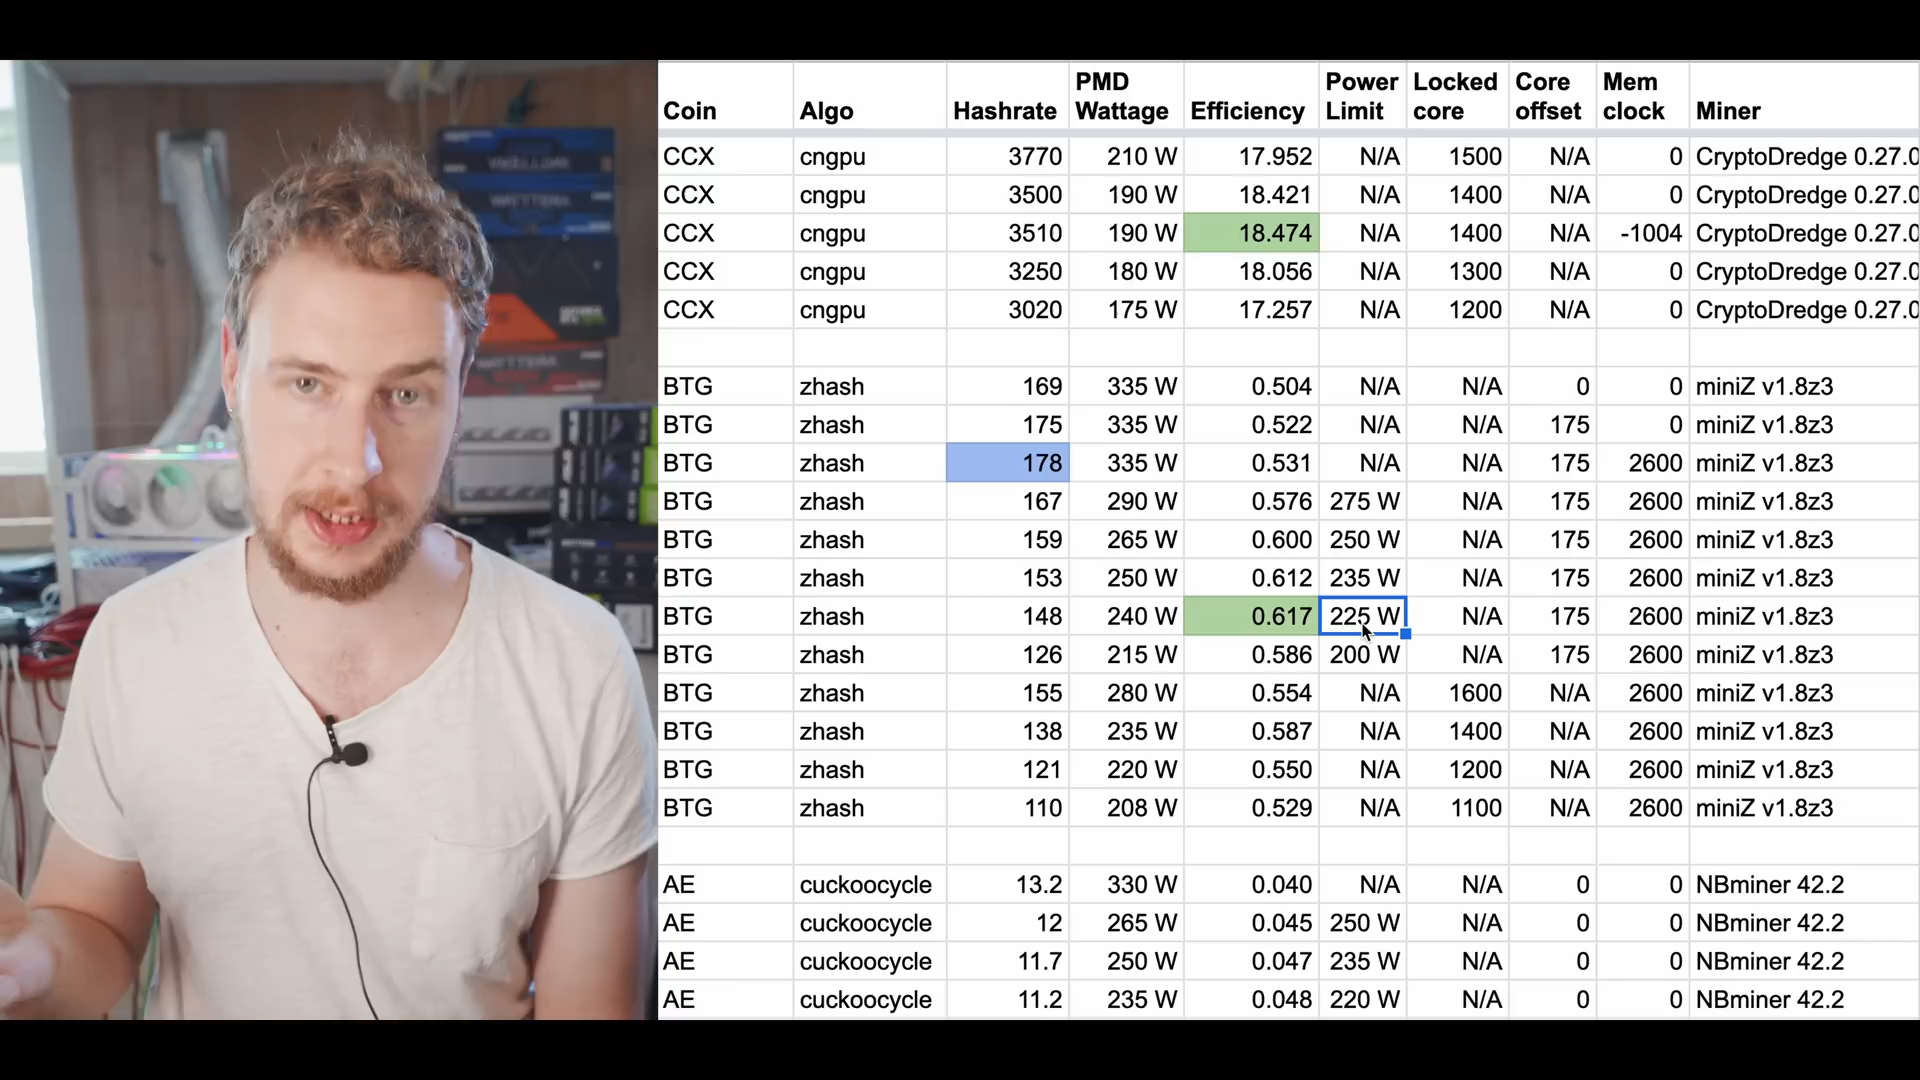 Coin Algo Hashrate PMD Wattage Efficiency Power Limit Locked core Core offset Mem clock Miner
CCX cngpu 3770 210 W 17.952 N/A 1500 N/A 0 CryptoDredge 0.27.0
CCX cngpu 3500 190 W 18.421 N/A 1400 N/A 0 CryptoDredge 0.27.0
CCX cngpu 3510 190 W 18.474 N/A 1400 N/A -1004 CryptoDredge 0.27.0
CCX cngpu 3250 180 W 18.056 N/A 1300 N/A 0 CryptoDredge 0.27.0
CCX cngpu 3020 175 W 17.257 N/A 1200 N/A 0 CryptoDredge 0.27.0
BTG zhash 169 335 W 0.504 N/A N/A 0 0 miniZ v1.8z3
BTG zhash 175 335 W 0.522 N/A N/A 175 0 miniZ v1.8z3
BTG zhash 178 335 W 0.531 N/A N/A 175 2600 miniZ v1.8z3
BTG zhash 167 290 W 0.576 275 W N/A 175 2600 miniZ v1.8z3
BTG zhash 159 265 W 0.600 250 W N/A 175 2600 miniZ v1.8z3
BTG zhash 153 250 W 0.612 235 W N/A 175 2600 miniZ v1.8z3
BTG zhash 148 240 W 0.617 225 W N/A 175 2600 miniZ v1.8z3
BTG zhash 126 215 W 0.586 200 W N/A 175 2600 miniZ v1.8z3
BTG zhash 155 280 W 0.554 N/A 1600 N/A 2600 miniZ v1.8z3
BTG zhash 138 235 W 0.587 N/A 1400 N/A 2600 miniZ v1.8z3
BTG zhash 121 220 W 0.550 N/A 1200 N/A 2600 miniZ v1.8z3
BTG zhash 110 208 W 0.529 N/A 1100 N/A 2600 miniZ v1.8z3
AE cuckoocycle 13.2 330 W 0.040 N/A N/A 0 0 NBminer 42.2
AE cuckoocycle 12 265 W 0.045 250 W N/A 0 0 NBminer 42.2
AE cuckoocycle 11.7 250 W 0.047 235 W N/A 0 0 NBminer 42.2
AE cuckoocycle 11.2 235 W 0.048 220 W N/A 0 0 NBminer 42.2